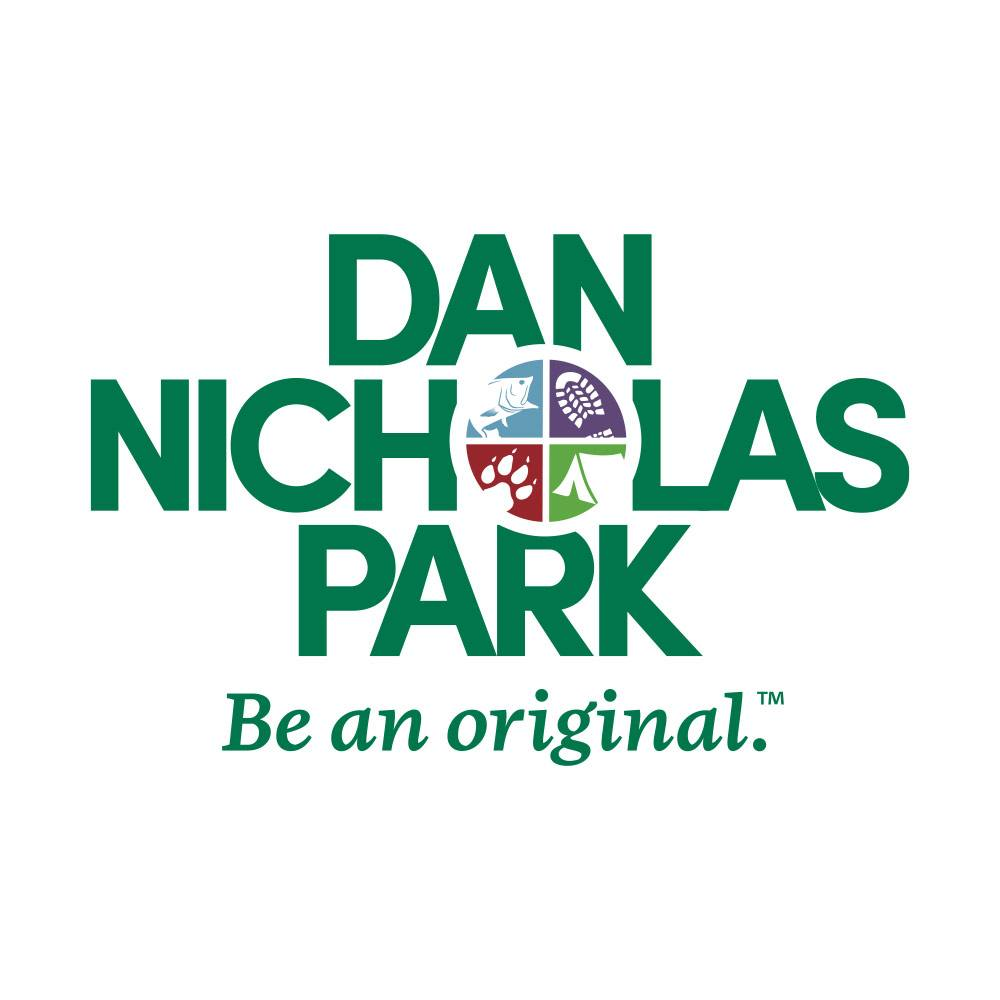 DAN
NICHOLAS
PARK
Be an original.™